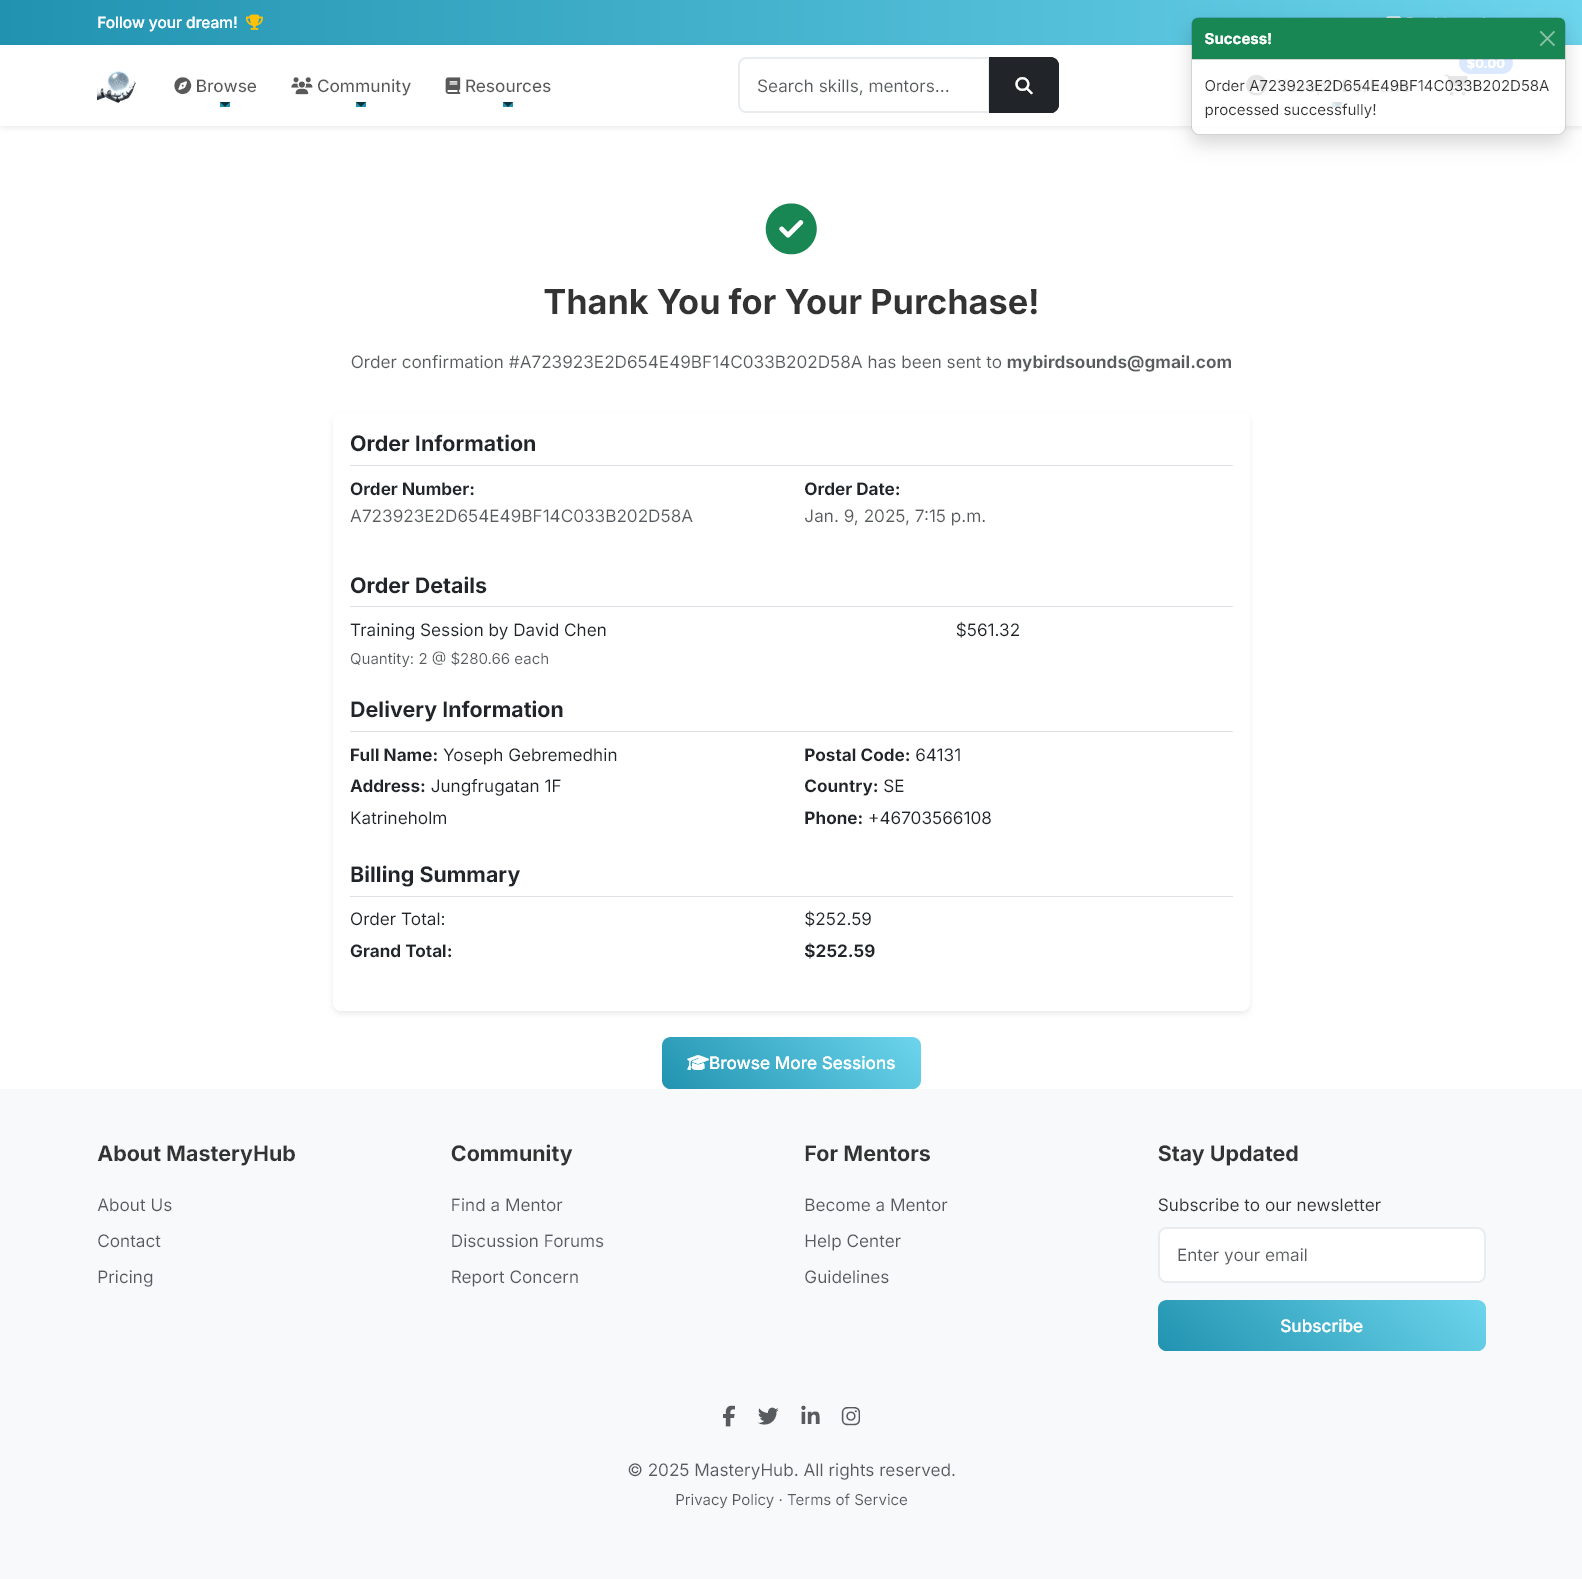 Follow your dream!
Success!
Order A723923E2D654E49BF14C033B202D58A
processed successfully!
$0.00
Browse
Community
Resources
Search skills, mentors...
Thank You for Your Purchase!
Order confirmation #A723923E2D654E49BF14C033B202D58A has been sent to mybirdsounds@gmail.com
Order Information
Order Number:
A723923E2D654E49BF14C033B202D58A
Order Date:
Jan. 9, 2025, 7:15 p.m.
Order Details
Training Session by David Chen $561.32
Quantity: 2 @ $280.66 each
Delivery Information
Full Name: Yoseph Gebremedhin
Address: Jungfrugatan 1F
Katrineholm
Postal Code: 64131
Country: SE
Phone: +46703566108
Billing Summary
Order Total: $252.59
Grand Total: $252.59
Browse More Sessions
About MasteryHub
About Us
Contact
Pricing
Community
Find a Mentor
Discussion Forums
Report Concern
For Mentors
Become a Mentor
Help Center
Guidelines
Stay Updated
Subscribe to our newsletter
Enter your email
Subscribe
© 2025 MasteryHub. All rights reserved.
Privacy Policy · Terms of Service